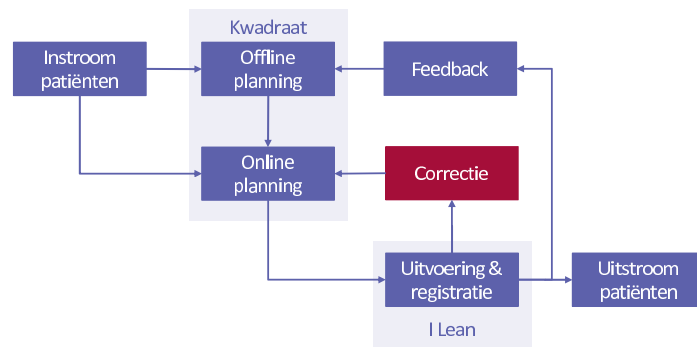 Kwadraat
Instroom
patiënten
Offline
planning
Feedback
Online
planning
Correctie
Uitvoering &
registratie
Uitstroom
patiënten
I Lean